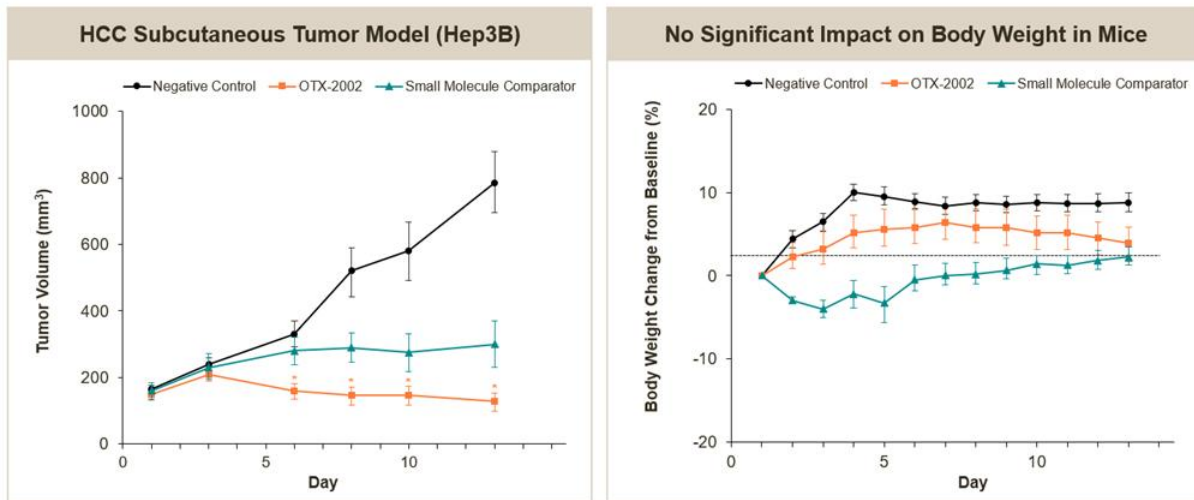 HCC Subcutaneous Tumor Model (Hep3B)
Negative Control OTX-2002 Small Molecule Comparator
Tumor Volume (mm³)
1000
800
600
400
200
0
* * * *
0 5 10
Day
No Significant Impact on Body Weight in Mice
Negative Control OTX-2002 Small Molecule Comparator
Body Weight Change from Baseline (%)
20
10
0
-10
-20
0 5 10
Day